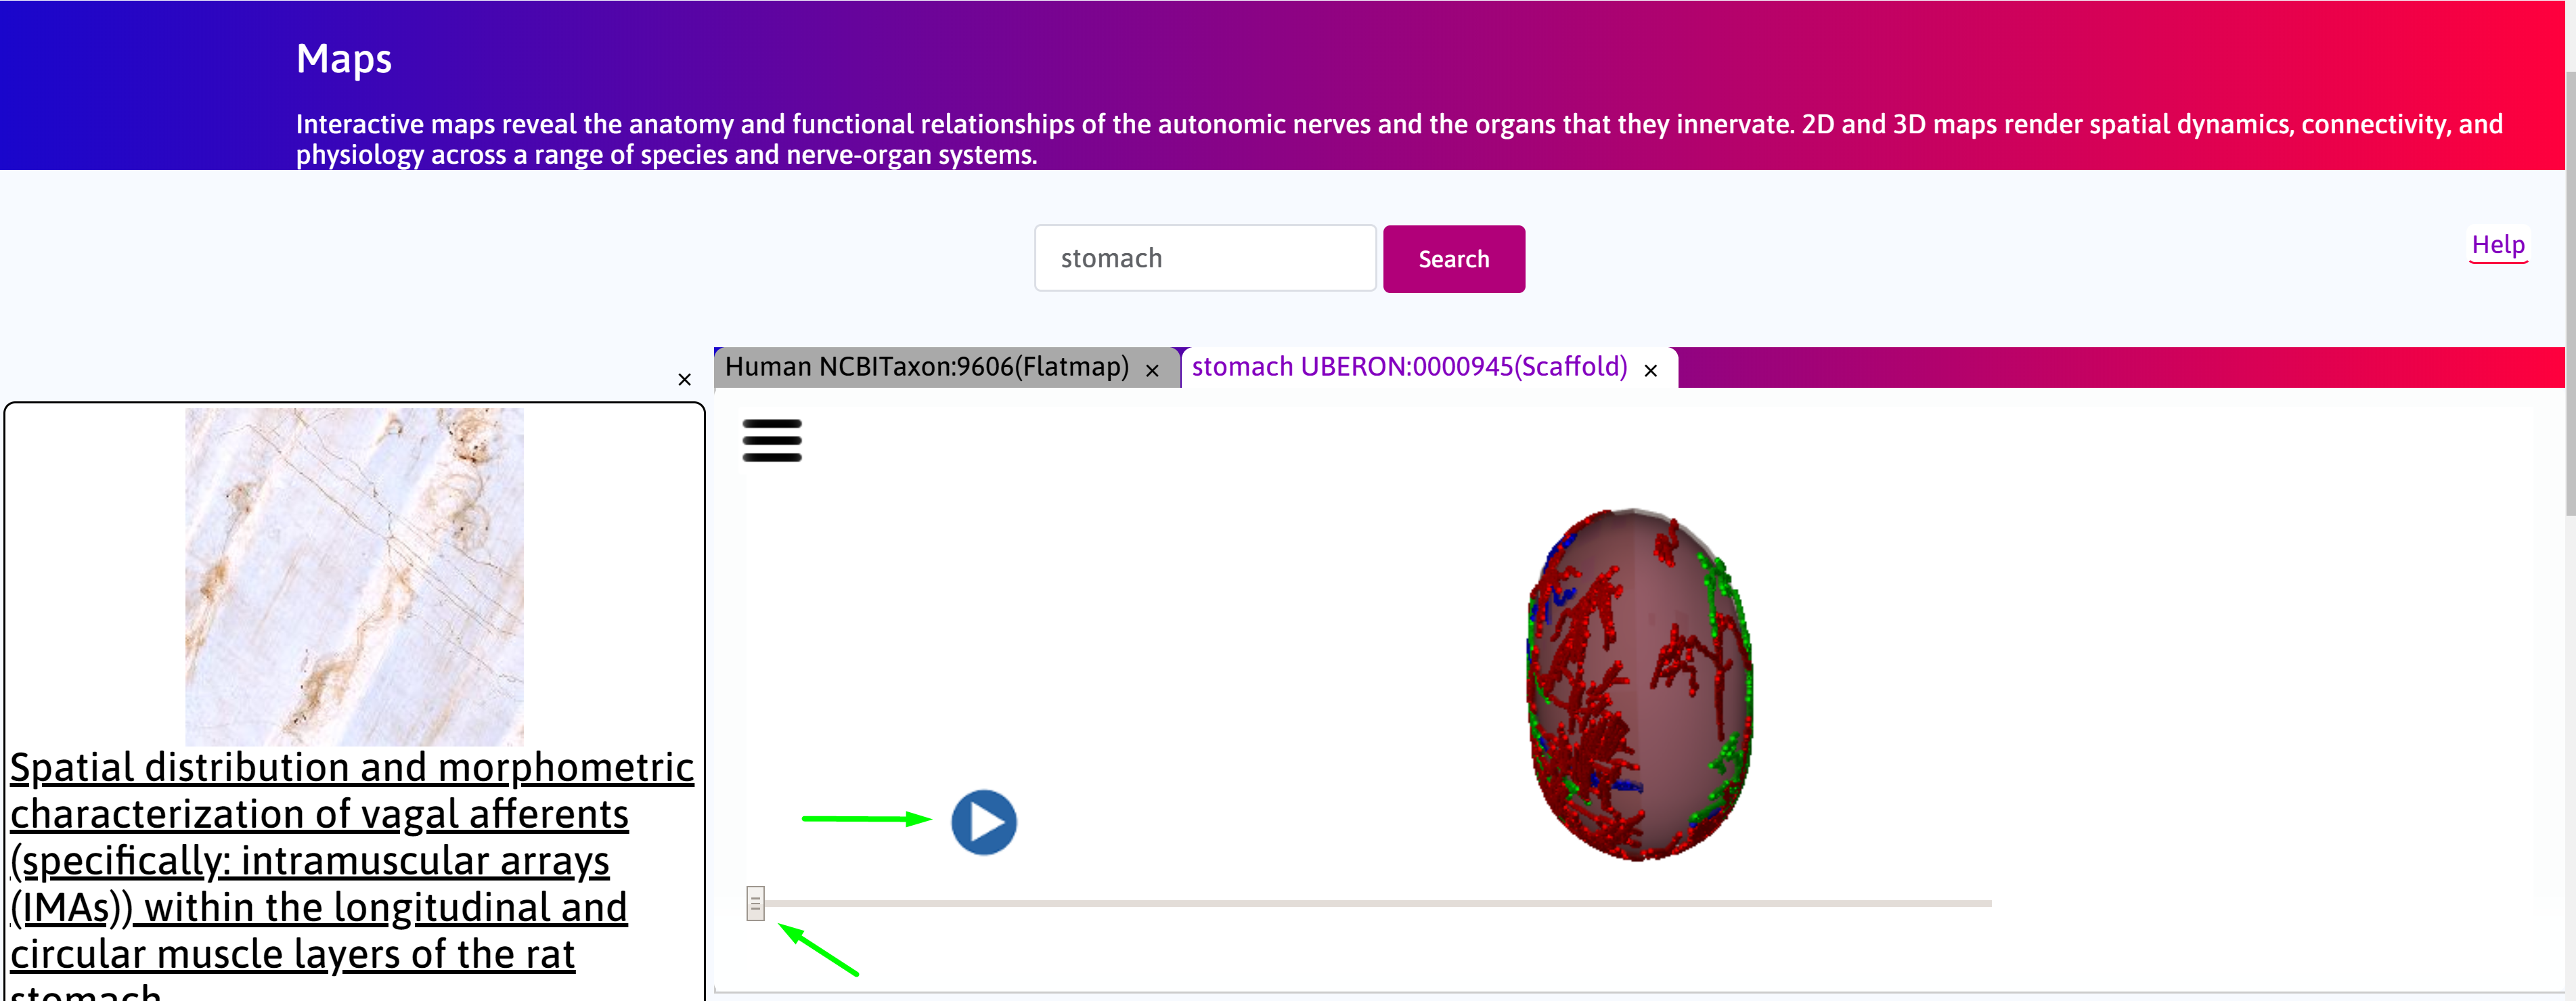 Maps
Interactive maps reveal the anatomy and functional relationships of the autonomic nerves and the organs that they innervate. 2D and 3D maps render spatial dynamics, connectivity, and
physiology across a range of species and nerve-organ systems.
stomach
Search
Help
×
Human NCBITaxon:9606(Flatmap) ×
stomach UBERON:0000945(Scaffold) ×
Spatial distribution and morphometric
characterization of vagal afferents
(specifically: intramuscular arrays
(IMAs)) within the longitudinal and
circular muscle layers of the rat
stomach